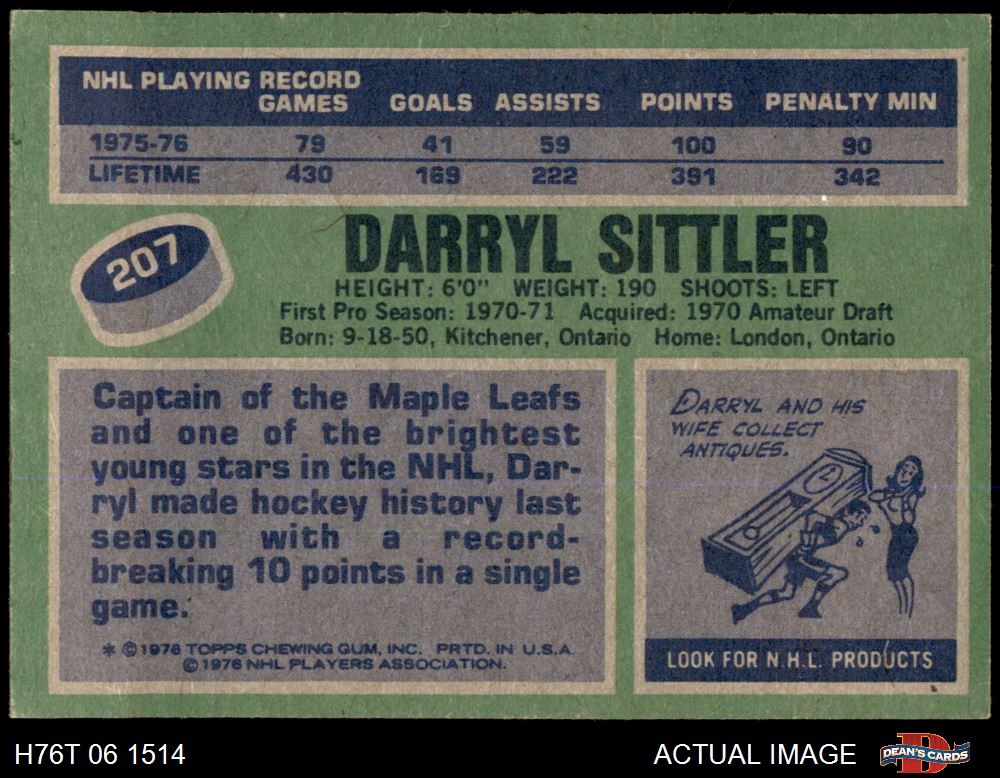 NHL PLAYING RECORD
GAMES GOALS ASSISTS POINTS PENALTY MIN
1975-76 79 41 59 100 90
LIFETIME 430 169 222 391 342
207
DARRYL SITTLER
HEIGHT: 6'0" WEIGHT: 190 SHOOTS: LEFT
First Pro Season: 1970-71 Acquired: 1970 Amateur Draft
Born: 9-18-50, Kitchener, Ontario Home: London, Ontario
Captain of the Maple Leafs
and one of the brightest
young stars in the NHL, Dar-
ryl made hockey history last
season with a record-
breaking 10 points in a single
game.
* ©1976 TOPPS CHEWING GUM, INC. PRTD. IN U.S.A.
©1976 NHL PLAYERS ASSOCIATION.
DARRYL AND HIS
WIFE COLLECT
ANTIQUES.
LOOK FOR N.H.L. PRODUCTS
H76T 06 1514 ACTUAL IMAGE
DEAN'S CARDS